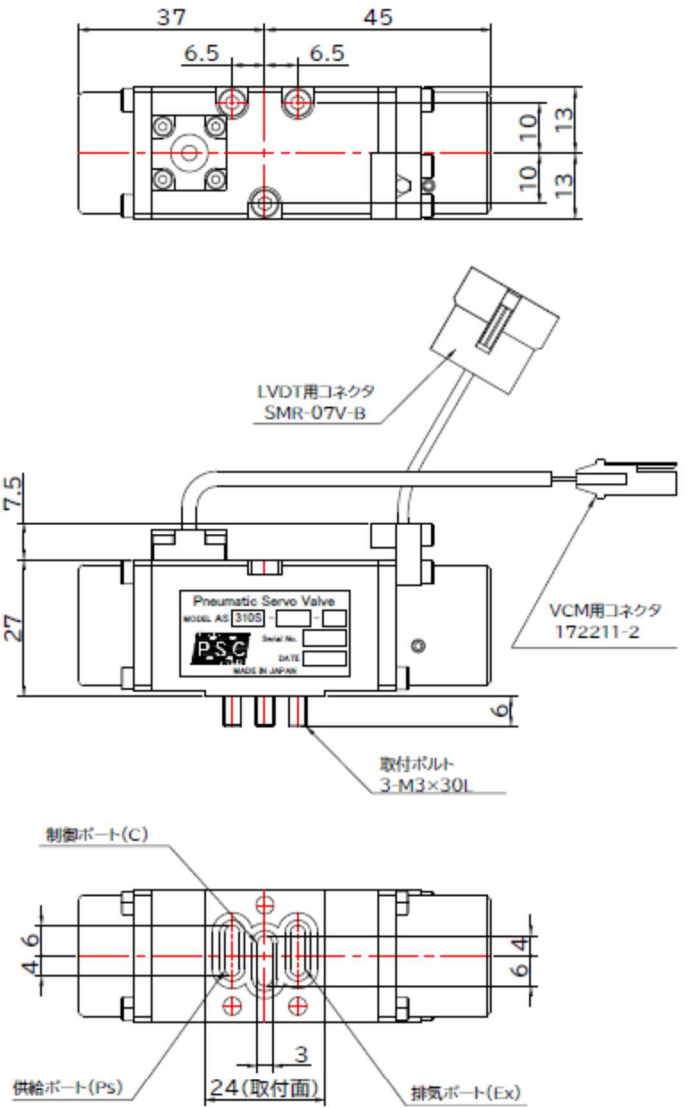 37
45
6.5
6.5
10
13
10
13
LVDT用コネクタ
SMR-07V-B
7.5
27
Pneumatic Servo Valve
MODEL AS 310S - -
Serial No.
PSC
DATE
MADE IN JAPAN
VCM用コネクタ
172211-2
6
取付ボルト
3-M3×30L
制御ポート(C)
6
4
4
6
3
24(取付面)
供給ポート(Ps)
排気ポート(Ex)